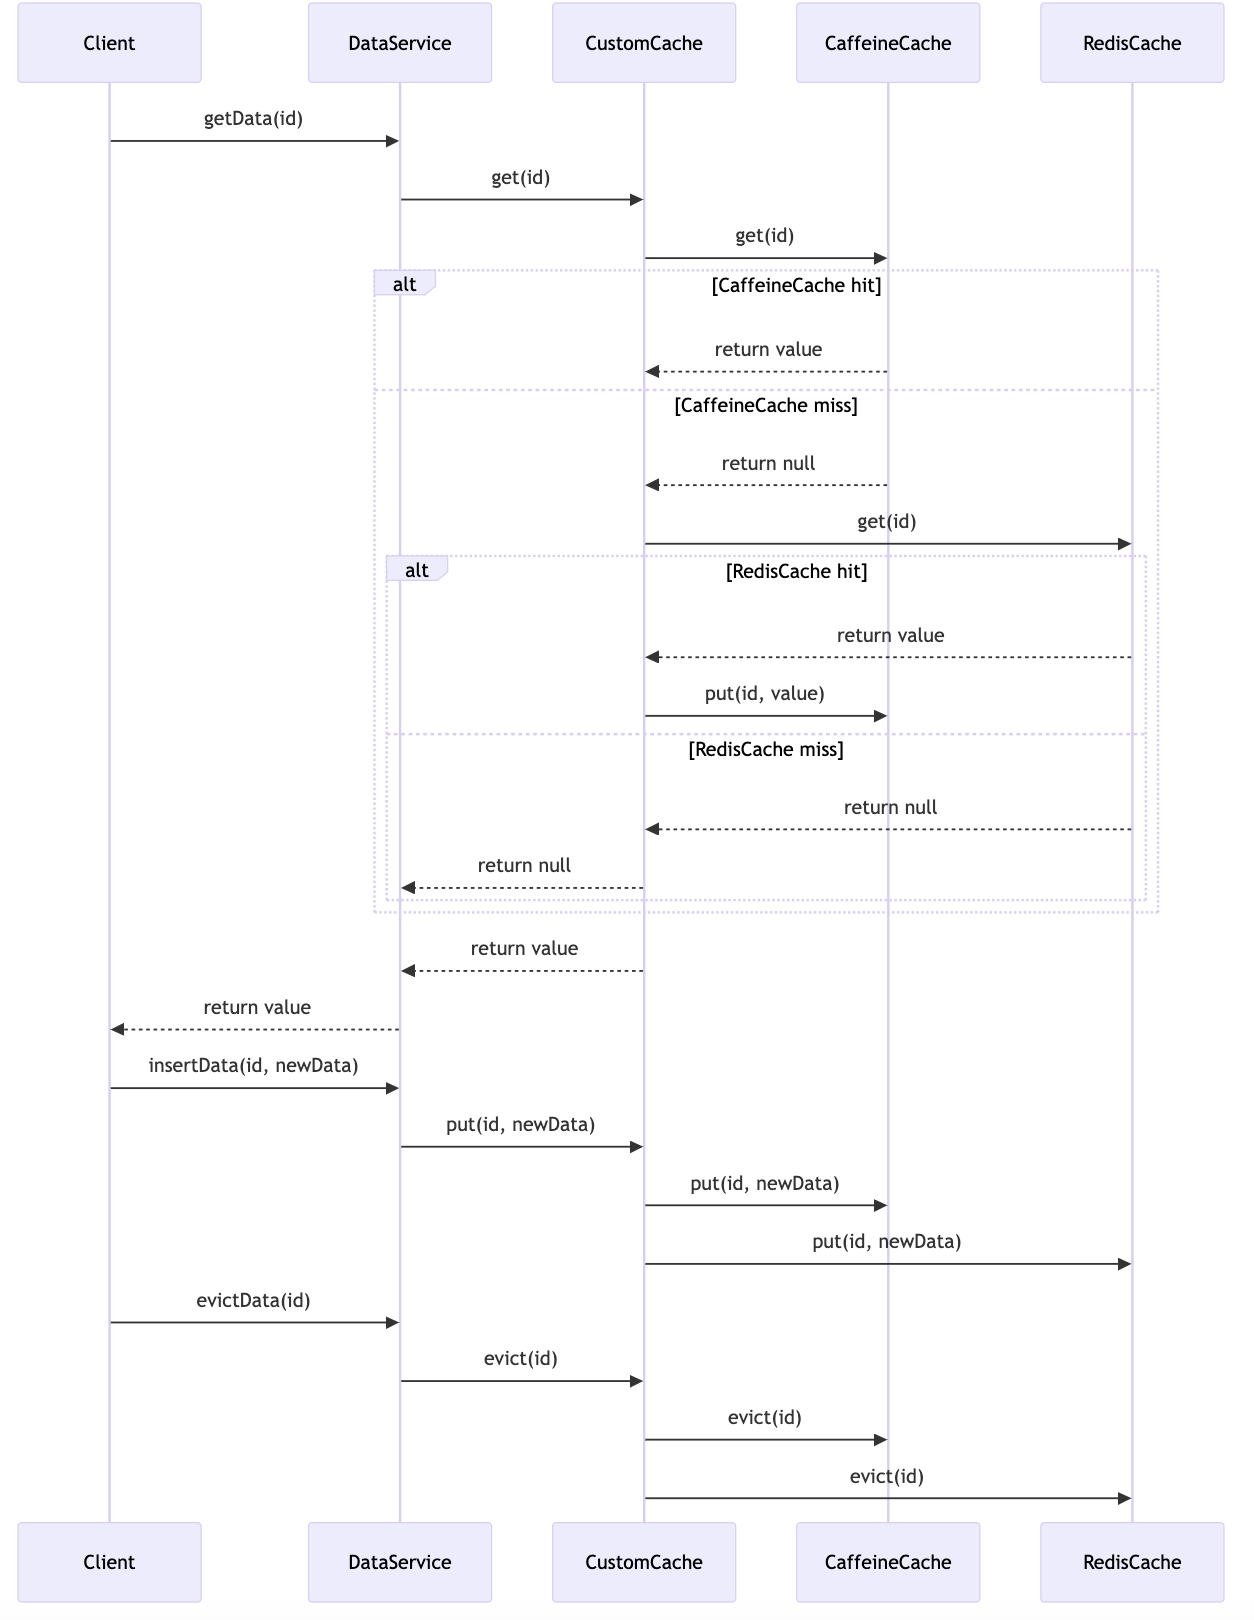 Client
DataService
CustomCache
CaffeineCache
RedisCache
getData(id)
get(id)
get(id)
alt
[CaffeineCache hit]
return value
[CaffeineCache miss]
return null
get(id)
alt
[RedisCache hit]
return value
put(id, value)
[RedisCache miss]
return null
return null
return value
return value
insertData(id, newData)
put(id, newData)
put(id, newData)
put(id, newData)
evictData(id)
evict(id)
evict(id)
evict(id)
Client
DataService
CustomCache
CaffeineCache
RedisCache